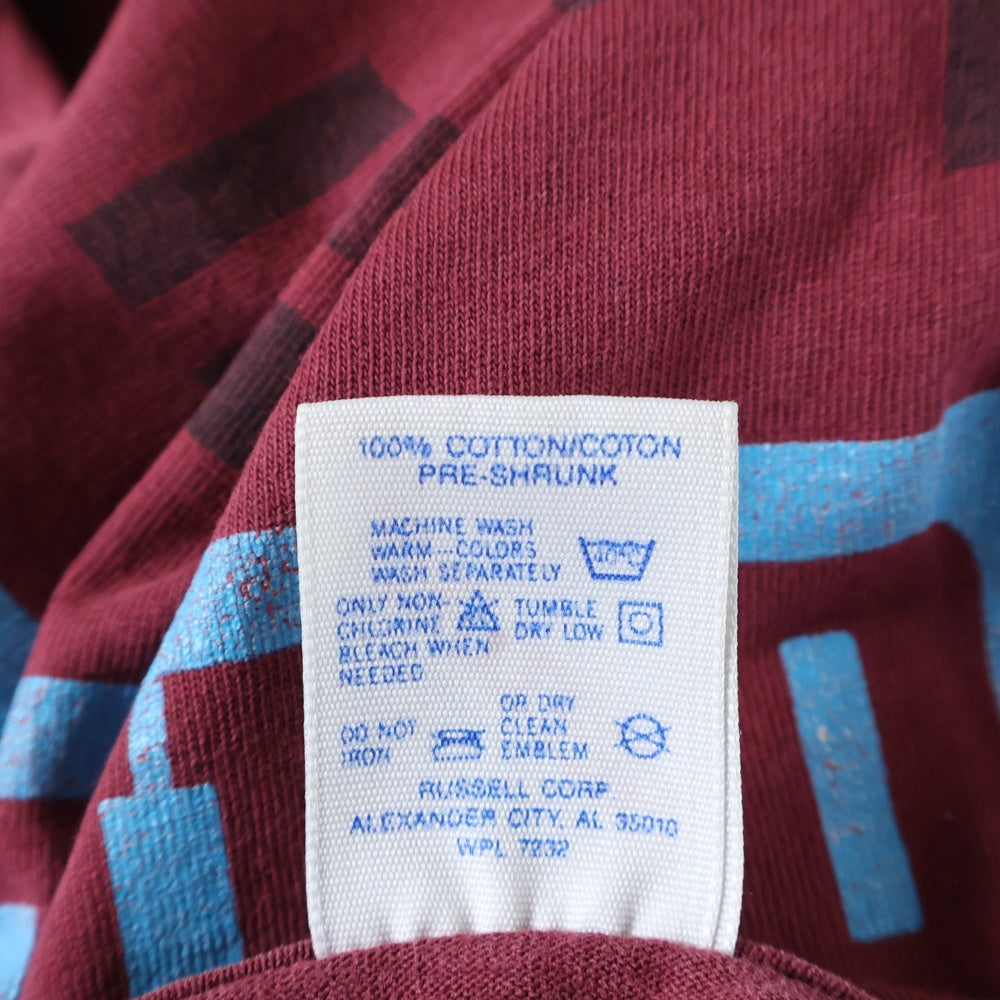 100% COTTON/COTON
PRE-SHRUNK
MACHINE WASH
WARM--COLORS
WASH SEPARATELY
40°C
ONLY NON-
CHLORINE
BLEACH WHEN
NEEDED
TUMBLE
DRY LOW
DO NOT
IRON
OR DRY
CLEAN
EMBLEM
RUSSELL CORP
ALEXANDER CITY, AL 35010
WPL 7232